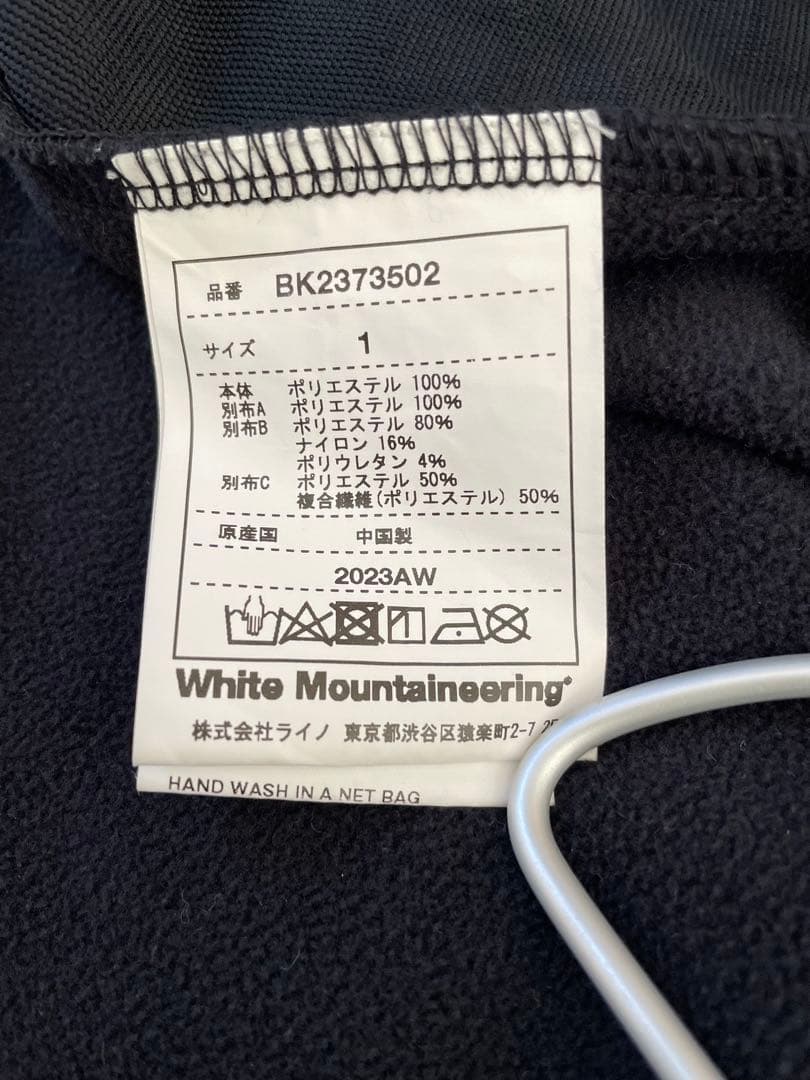 品番 BK2373502
サイズ 1
本体 ポリエステル 100%
別布A ポリエステル 100%
別布B ポリエステル 80%
ナイロン 16%
ポリウレタン 4%
別布C ポリエステル 50%
複合繊維(ポリエステル) 50%
原産国 中国製
2023AW
White Mountaineering
株式会社ライノ 東京都渋谷区猿楽町2-7
HAND WASH IN A NET BAG